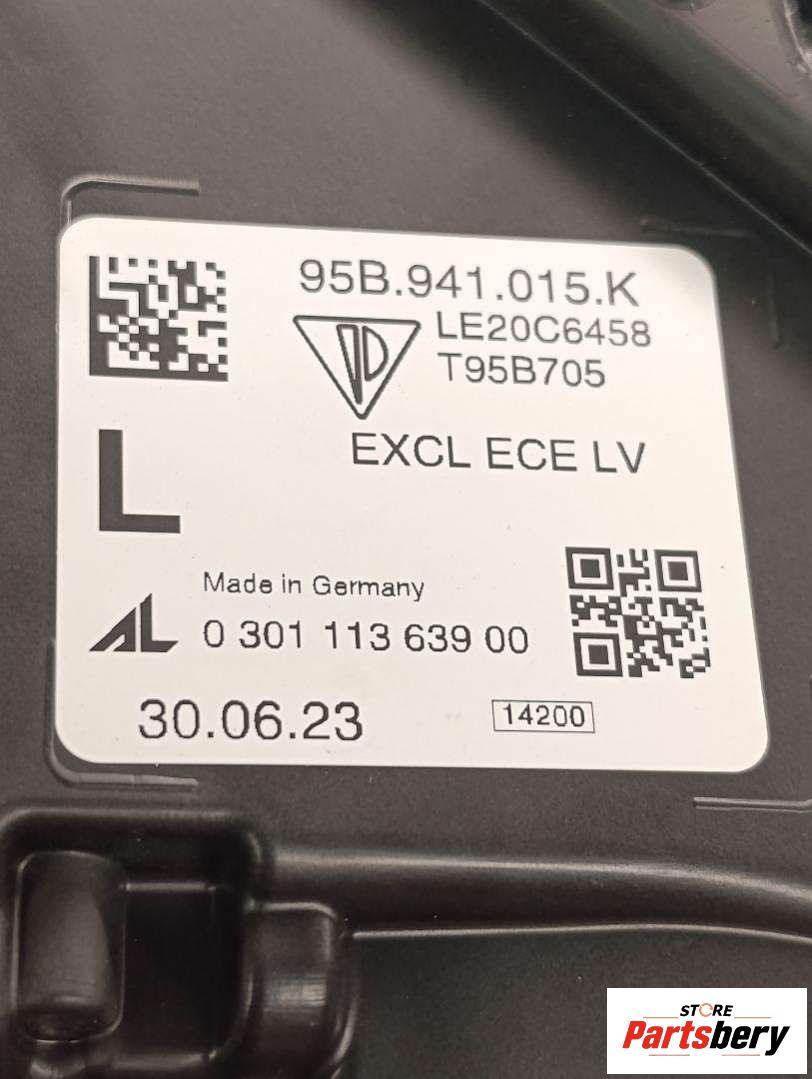 95B.941.015.K
LE20C6458
T95B705
EXCL ECE LV
L
Made in Germany
AL 0 301 113 639 00
30.06.23
14200
STORE
Partsbery